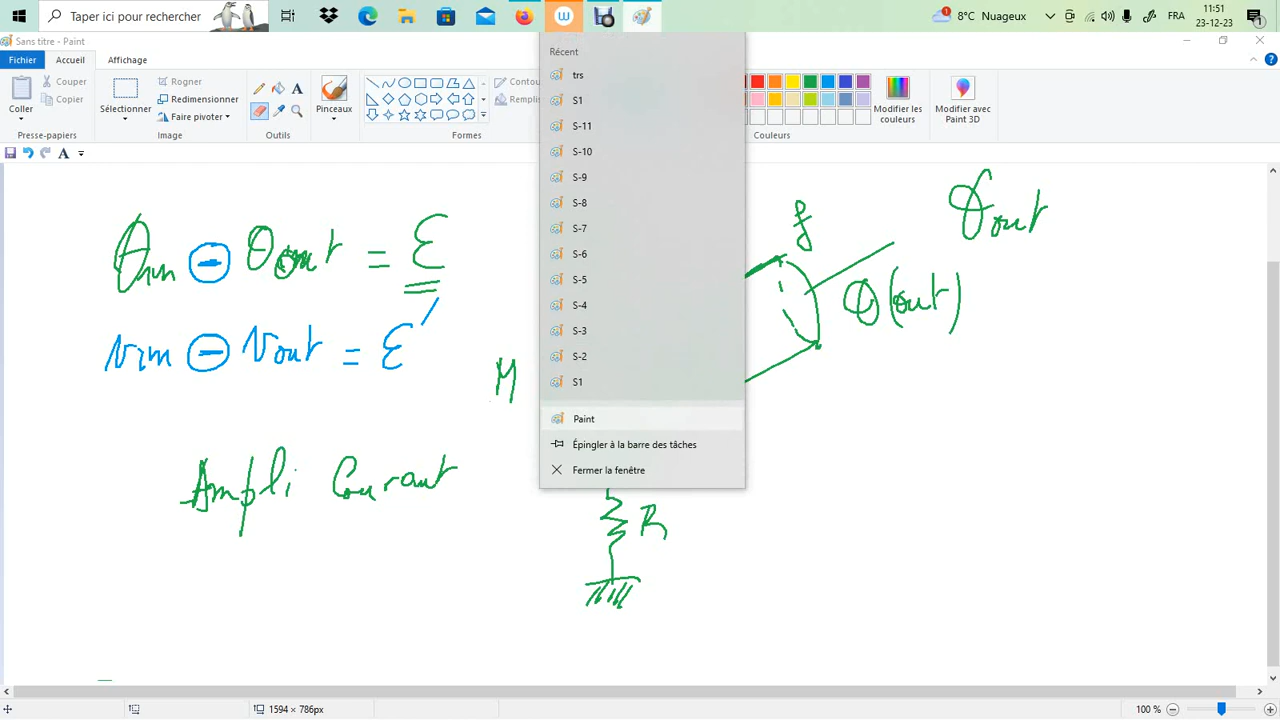 Taper ici pour rechercher
8°C Nuageux
FRA
11:51
23-12-23
1
Sans titre - Paint
Fichier
Accueil
Affichage
Coller
Couper
Copier
Presse-papiers
Sélectionner
Rogner
Redimensionner
Faire pivoter
Image
Outils
Pinceaux
Formes
Contou
Remplis
Couleurs
Modifier les couleurs
Modifier avec Paint 3D
Récent
trs
S1
S-11
S-10
S-9
S-8
S-7
S-6
S-5
S-4
S-3
S-2
S1
Paint
Épingler à la barre des tâches
Fermer la fenêtre
= Ɛ
Vin - Vout = Ɛ
Ampli Courant
M
R
f
θ(out)
1594 × 786px
100 %